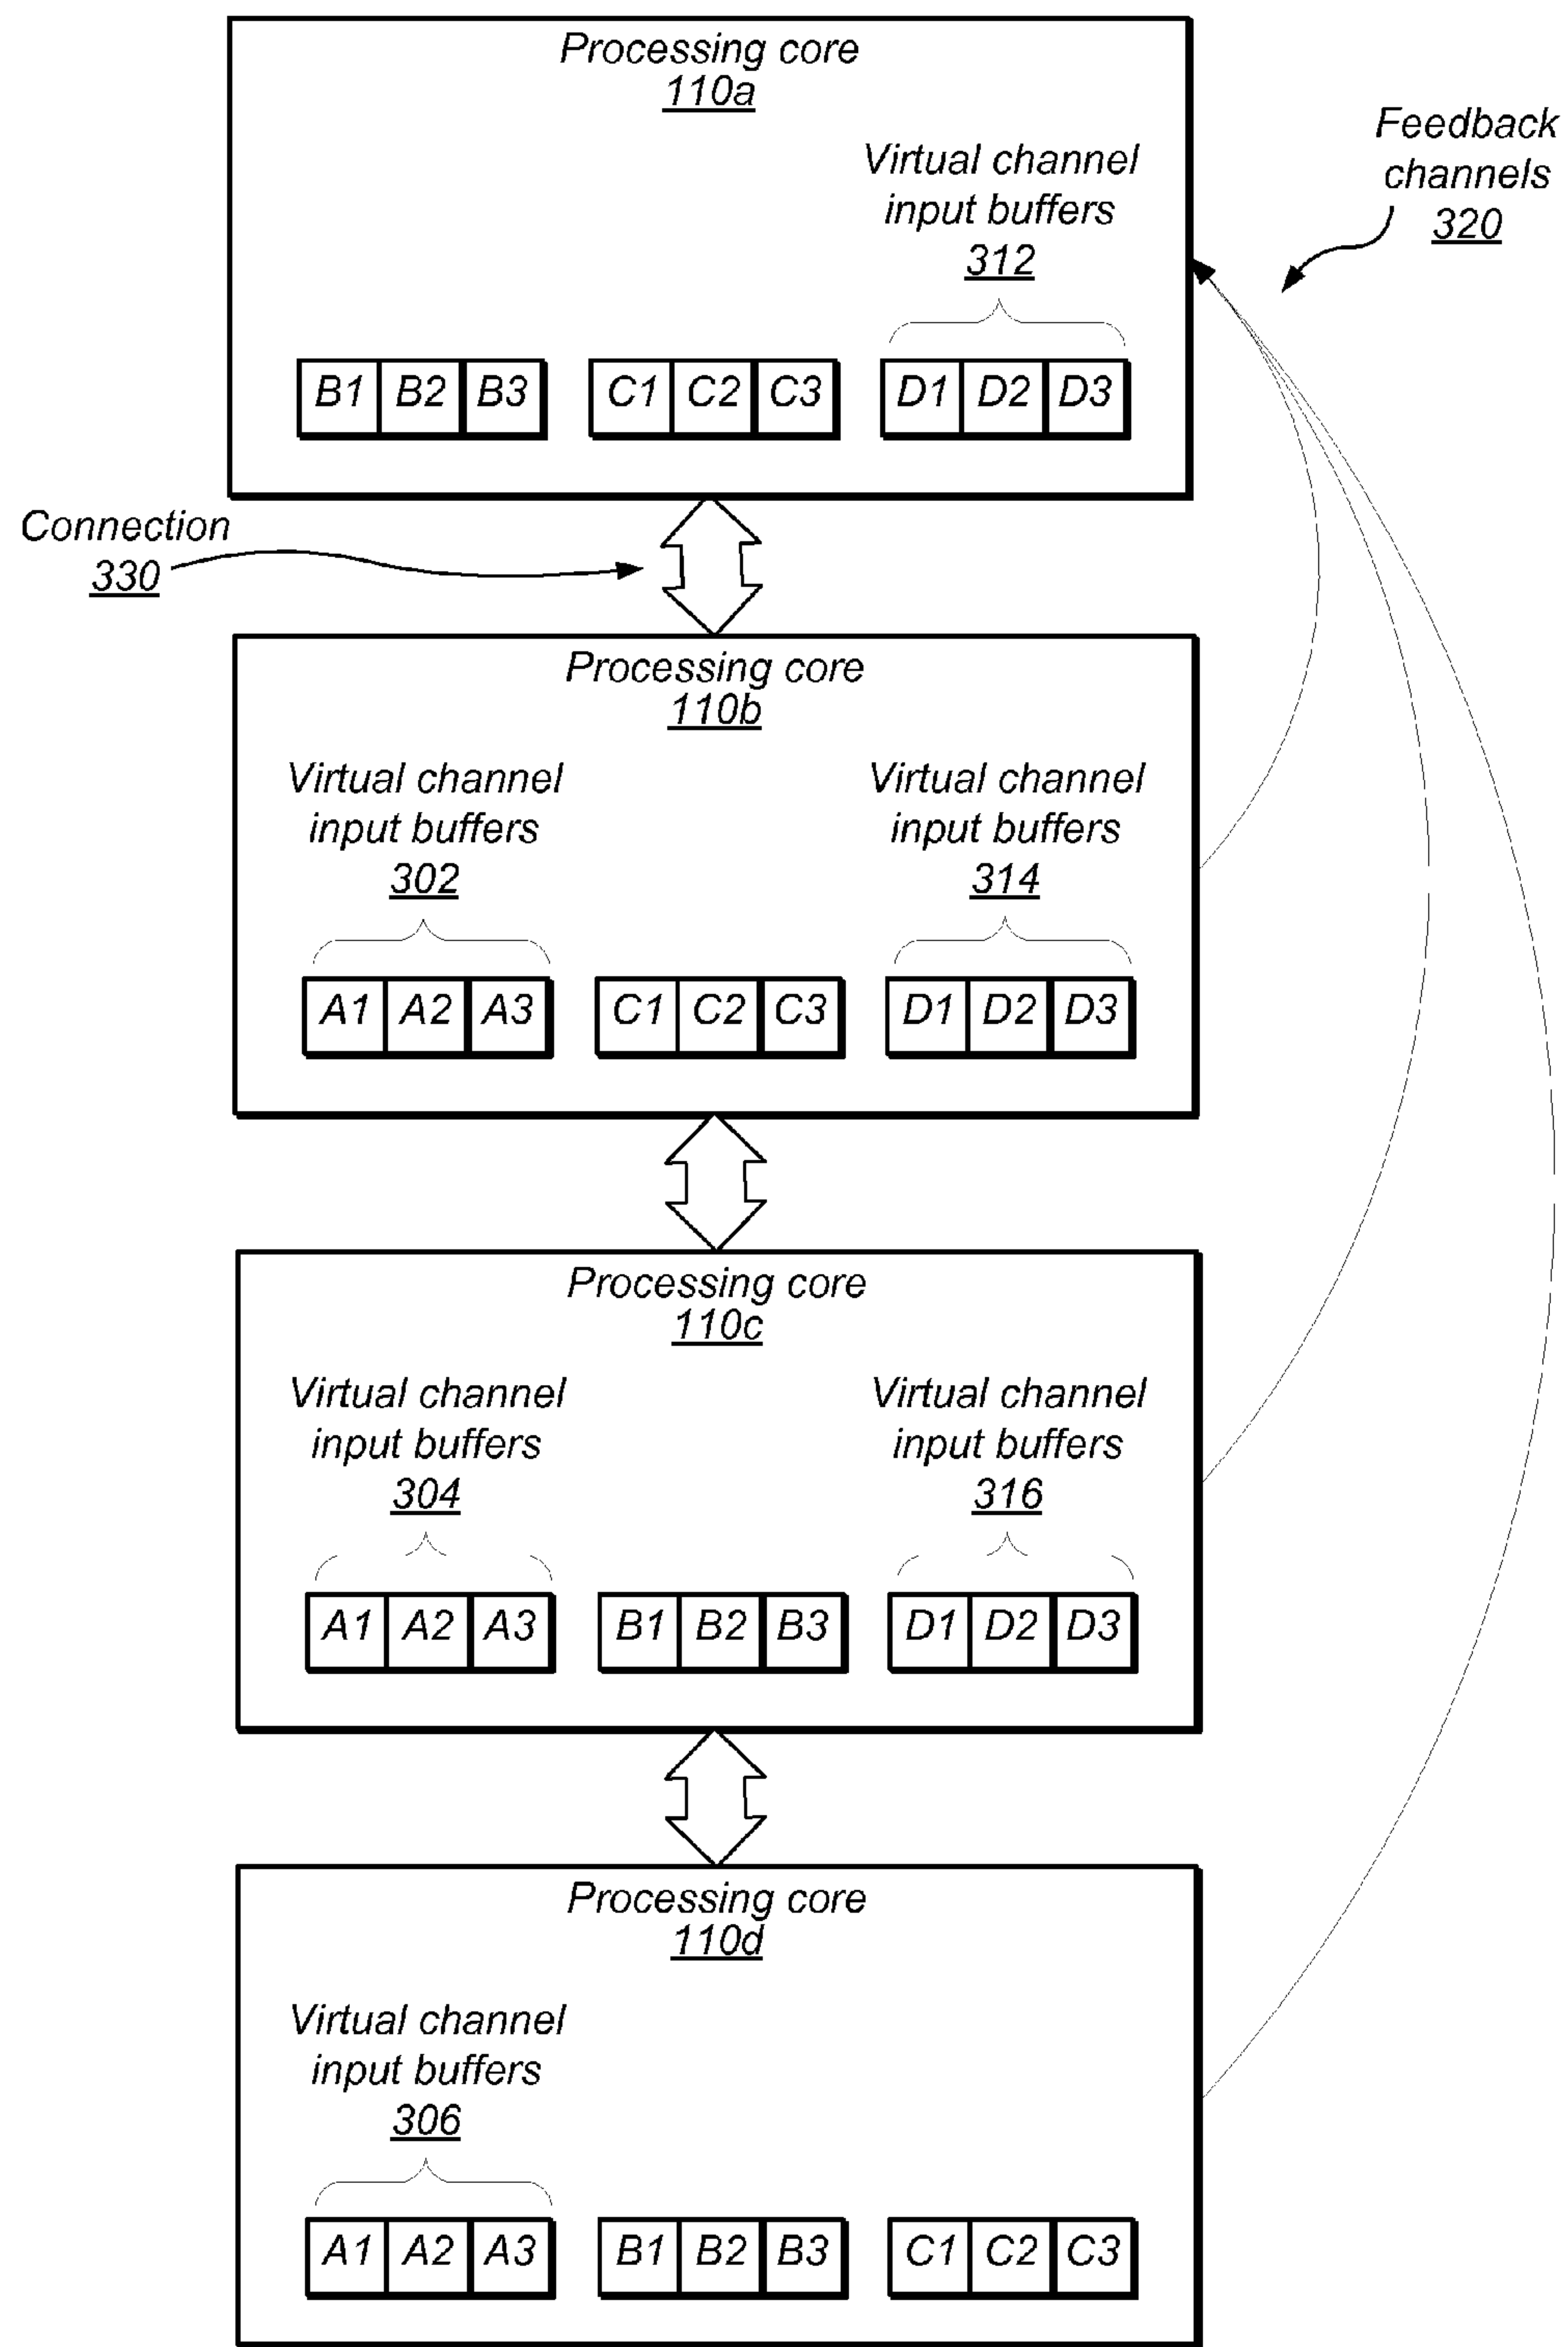 Processing core
110a
Feedback
channels
320
Virtual channel
input buffers
312
B1 B2 B3 C1 C2 C3 D1 D2 D3
Connection
330
Processing core
110b
Virtual channel
input buffers
302
Virtual channel
input buffers
314
A1 A2 A3 C1 C2 C3 D1 D2 D3
Processing core
110c
Virtual channel
input buffers
304
Virtual channel
input buffers
316
A1 A2 A3 B1 B2 B3 D1 D2 D3
Processing core
110d
Virtual channel
input buffers
306
A1 A2 A3 B1 B2 B3 C1 C2 C3